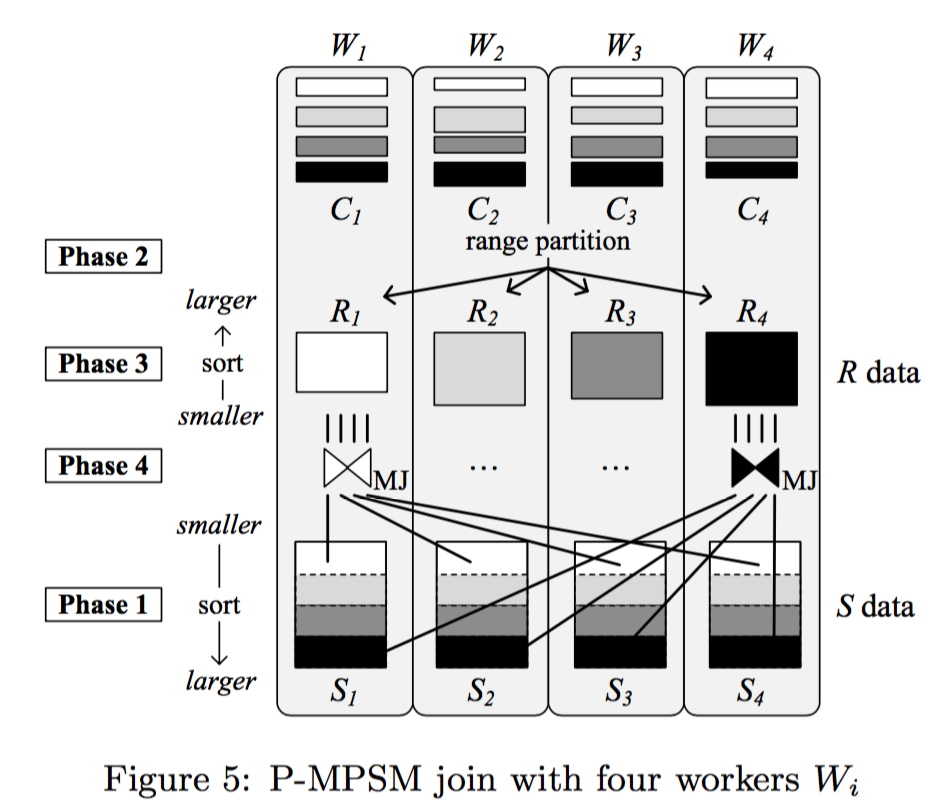 W1 W2 W3 W4
C1 C2 C3 C4
range partition
Phase 2
larger
R1 R2 R3 R4
Phase 3 sort R data
smaller
Phase 4 MJ ... ... MJ
smaller
Phase 1 sort S data
larger
S1 S2 S3 S4
Figure 5: P-MPSM join with four workers Wi